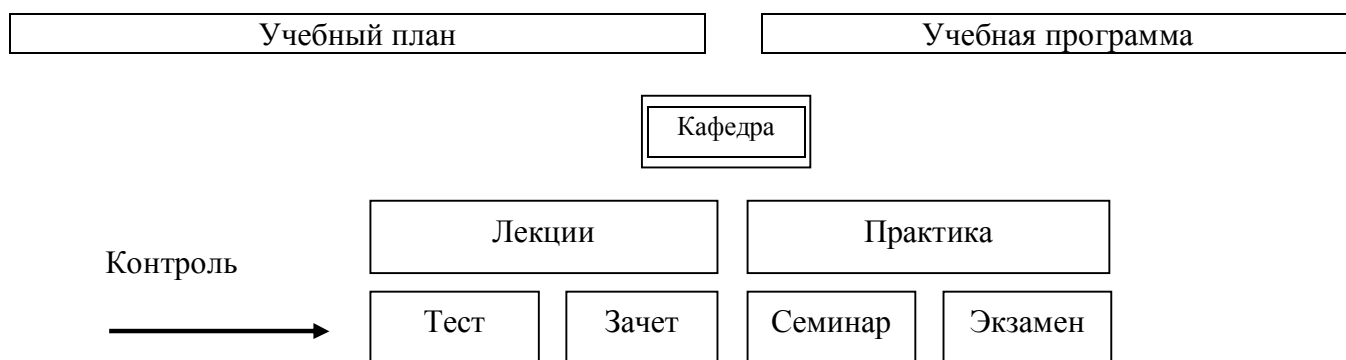 Учебный план
Учебная программа
Кафедра
Лекции
Практика
Контроль
Тест
Зачет
Семинар
Экзамен